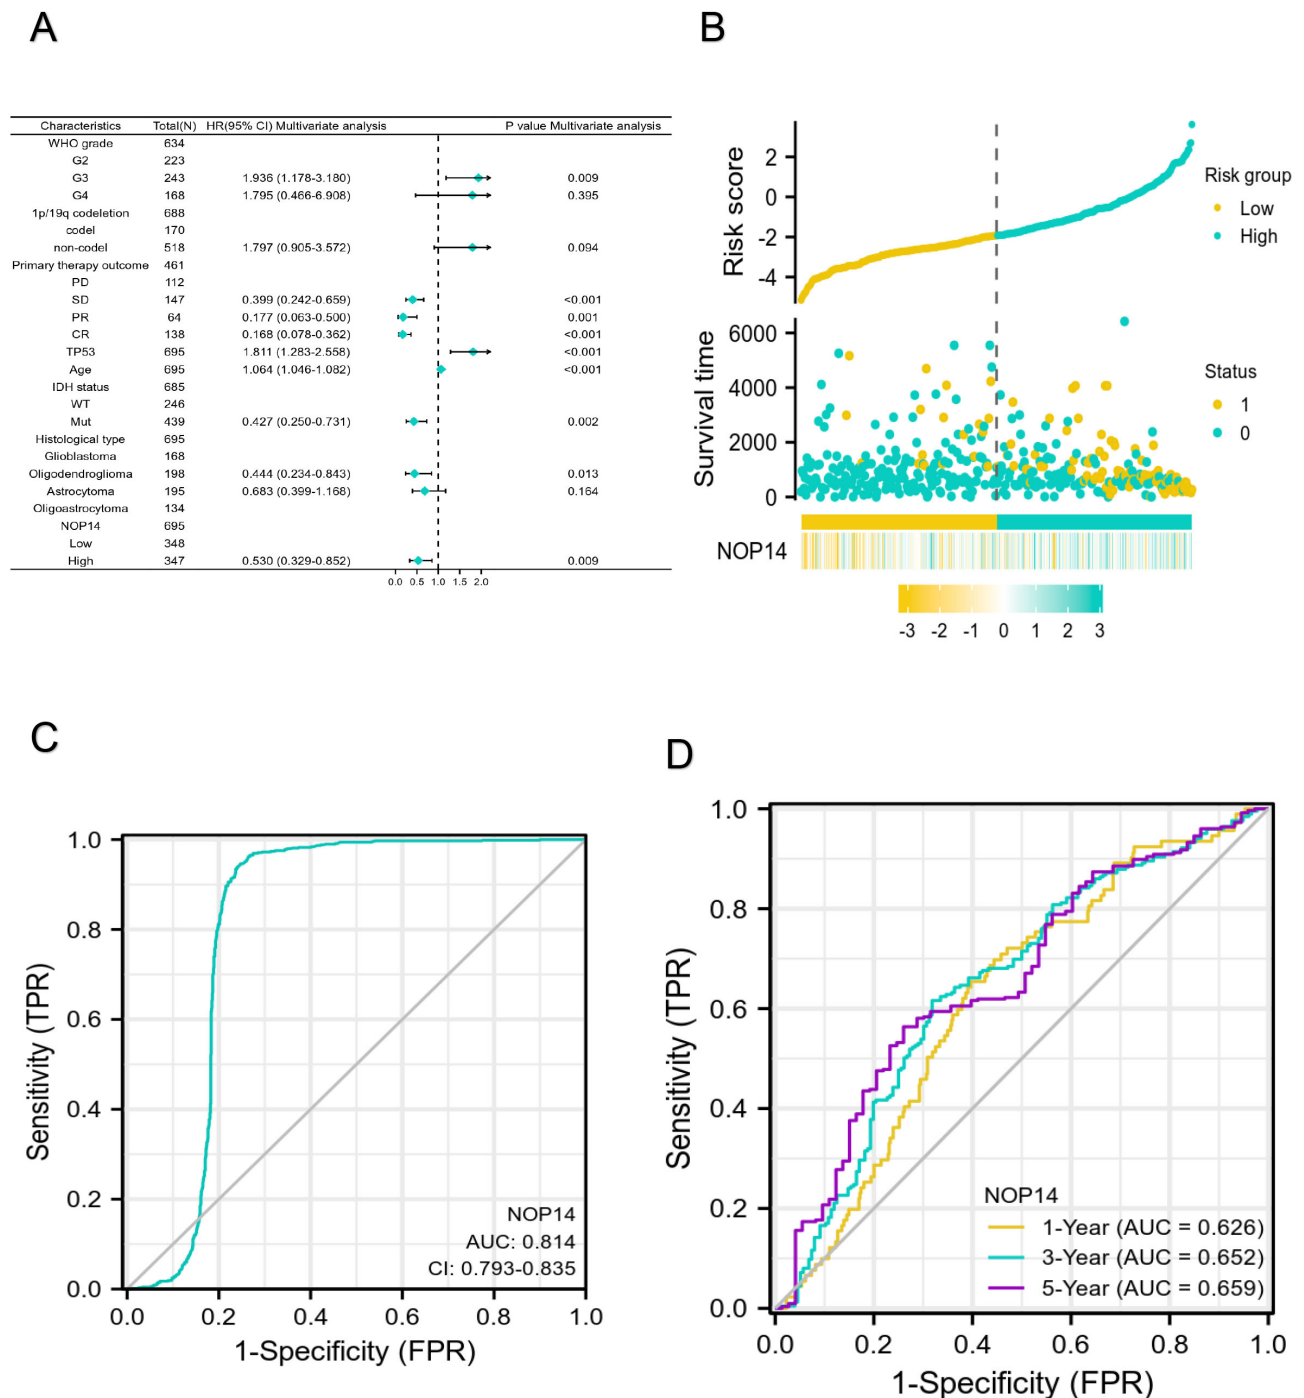 A
Characteristics Total(N) HR(95% CI) Multivariate analysis P value Multivariate analysis
WHO grade 634
G2 223
G3 243 1.936 (1.178-3.180) 0.009
G4 168 1.795 (0.466-6.908) 0.395
1p/19q codeletion 688
codel 170
non-codel 518 1.797 (0.905-3.572) 0.094
Primary therapy outcome 461
PD 112
SD 147 0.399 (0.242-0.659) <0.001
PR 64 0.177 (0.063-0.500) 0.001
CR 138 0.168 (0.078-0.362) <0.001
TP53 695 1.811 (1.283-2.558) <0.001
Age 695 1.064 (1.046-1.082) <0.001
IDH status 685
WT 246
Mut 439 0.427 (0.250-0.731) 0.002
Histological type 695
Glioblastoma 168
Oligodendroglioma 198 0.444 (0.234-0.843) 0.013
Astrocytoma 195 0.683 (0.399-1.168) 0.164
Oligoastrocytoma 134
NOP14 695
Low 348
High 347 0.530 (0.329-0.852) 0.009
0.0 0.5 1.0 1.5 2.0
B
Risk score
2
0
-2
-4
Risk group
Low
High
Survival time
6000
4000
2000
0
Status
1
0
NOP14
-3 -2 -1 0 1 2 3
C
Sensitivity (TPR)
1.0
0.8
0.6
0.4
0.2
0.0
NOP14
AUC: 0.814
CI: 0.793-0.835
0.0 0.2 0.4 0.6 0.8 1.0
1-Specificity (FPR)
D
Sensitivity (TPR)
1.0
0.8
0.6
0.4
0.2
0.0
NOP14
1-Year (AUC = 0.626)
3-Year (AUC = 0.652)
5-Year (AUC = 0.659)
0.0 0.2 0.4 0.6 0.8 1.0
1-Specificity (FPR)